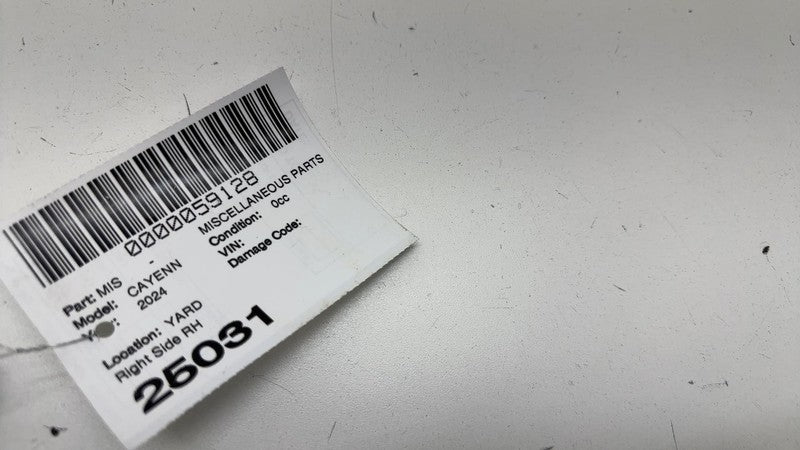 0000059128
Part: MIS - MISCELLANEOUS PARTS
Model: CAYENN Condition: 0cc
2024 VIN:
Damage Code:
Location: YARD
Right Side RH
25031